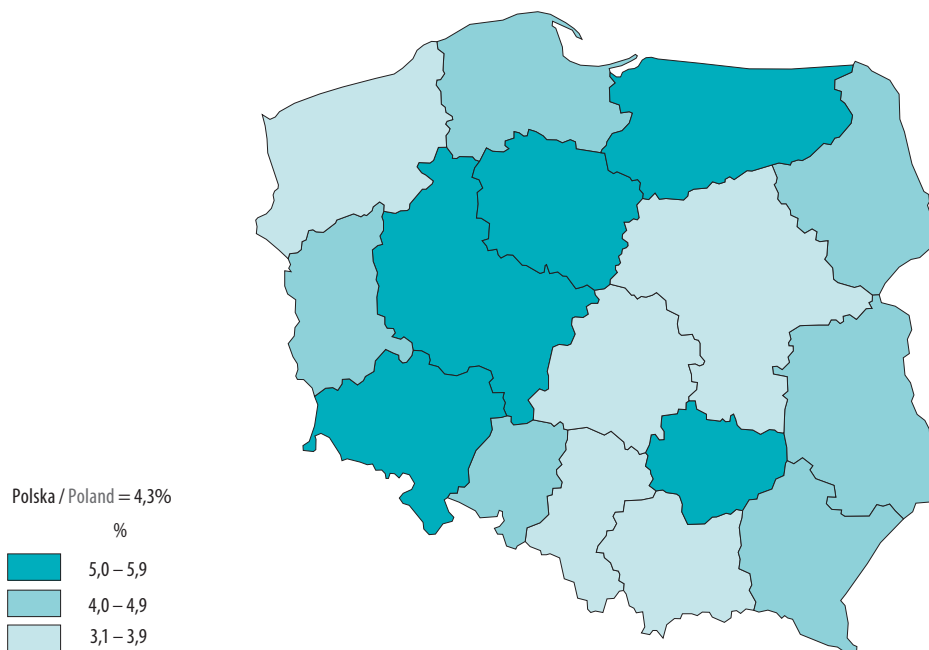 Polska / Poland = 4,3%
%
5,0 – 5,9
4,0 – 4,9
3,1 – 3,9